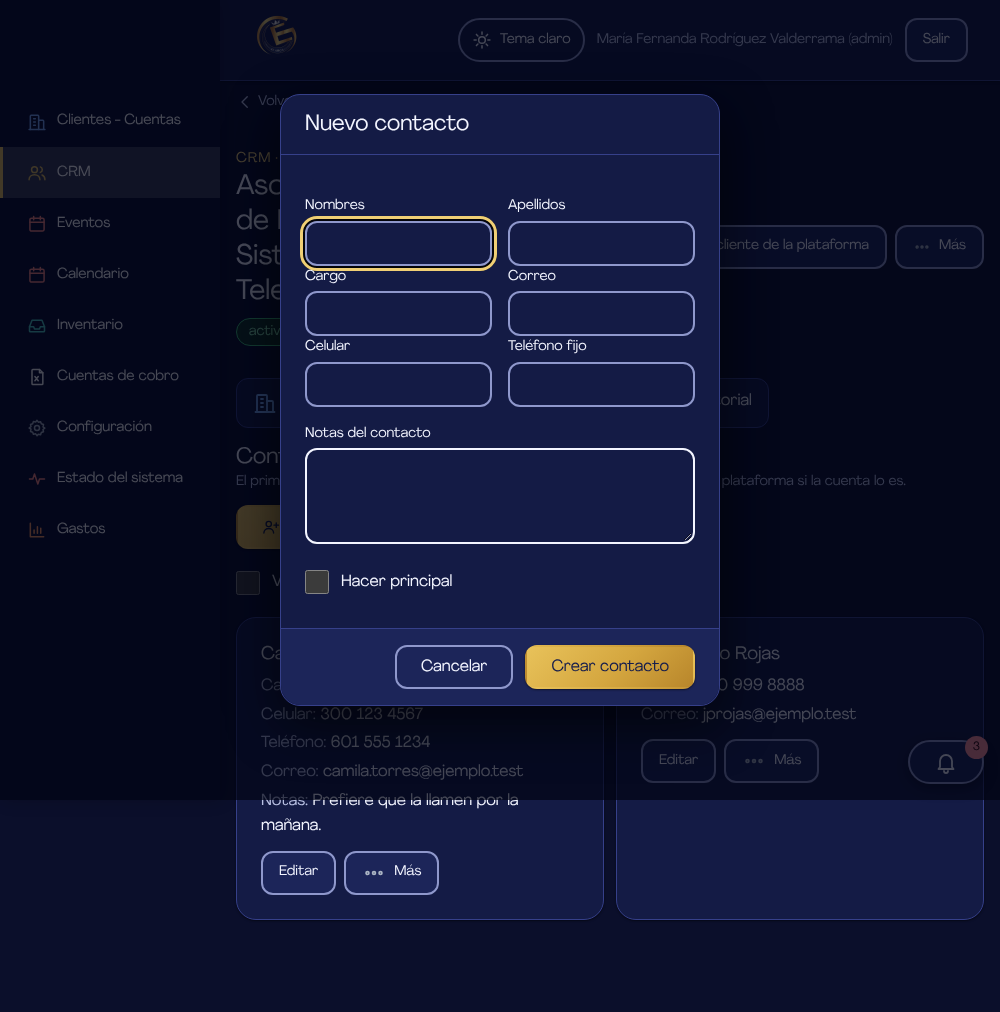 Tema claro
Maria Fernanda Rodriguez Valderrama (admin)
Salir
Clientes - Cuentas
CRM
Eventos
Calendario
Inventario
Cuentas de cobro
Configuración
Estado del sistema
Gastos
CRM ·
cliente de la plataforma
Más
Nuevo contacto
Nombres
Apellidos
Cargo
Correo
Celular
Teléfono fijo
Notas del contacto
Hacer principal
Cancelar
Crear contacto
El
plataforma si la cuenta lo es.
Rojas
999 8888
Celular: 300 123 4567
Correo: jprojas@ejemplo.test
Teléfono: 601 555 1234
Editar
Más
3
Correo: camila.torres@ejemplo.test
Notas: Prefiere que la llamen por la
mañana.
Editar
Más